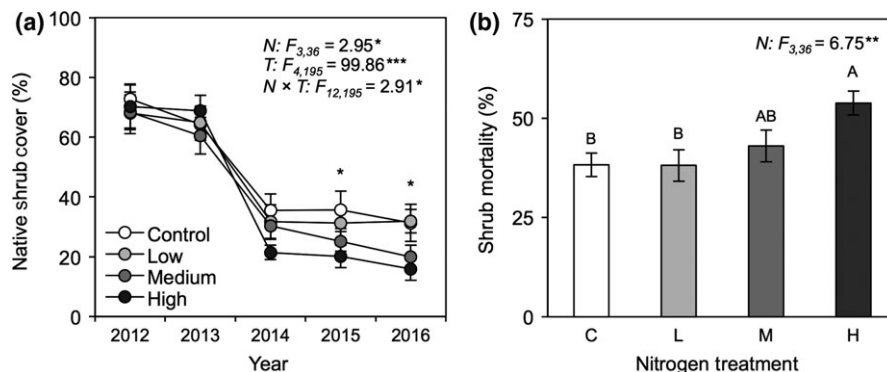 (a)
N: F3,36 = 2.95*
T: F4,195 = 99.86***
N × T: F12,195 = 2.91*
Native shrub cover (%)
100
80
60
40
20
0
*
*
Control
Low
Medium
High
2012 2013 2014 2015 2016
Year
(b)
N: F3,36 = 6.75**
Shrub mortality (%)
75
50
25
0
B B AB A
C L M H
Nitrogen treatment